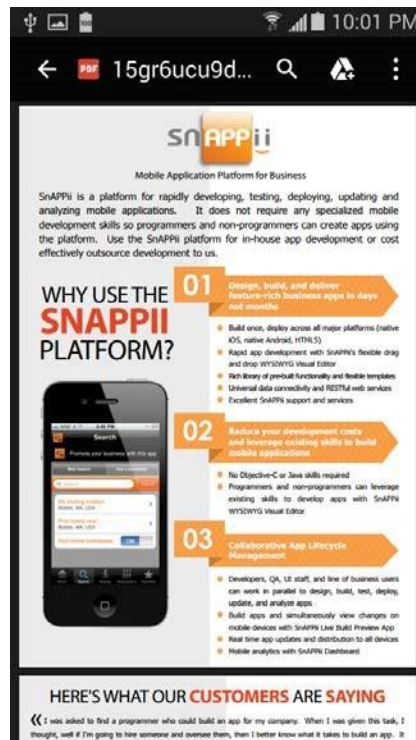 10:01 PM
PDF 15gr6ucu9d...
snAPPii
Mobile Application Platform for Business
SnAPPii is a platform for rapidly developing, testing, deploying, updating and
analyzing mobile applications. It does not require any specialized mobile
development skills so programmers and non-programmers can create apps using
the platform. Use the SnAPPii platform for in-house app development or cost
effectively outsource development to us.
WHY USE THE
SNAPPII
PLATFORM?
01
Design, build, and deliver
feature-rich business apps in days
not months
Build once, deploy across all major platforms (native
iOS, native Android, HTML5)
Rapid app development with SnAPPii's flexible drag
and drop WYSIWYG Visual Editor
Rich library of pre-built functionality and flexible templates
Universal data connectivity and RESTful web services
Excellent SnAPPii support and services
02
Reduce your development costs
and leverage existing skills to build
mobile applications
No Objective-C or Java skills required
Programmers and non-programmers can leverage
existing skills to develop apps with SnAPPii
WYSIWYG Visual Editor
03
Collaborative App Lifecycle
Management
Developers, QA, UI staff, and line of business users
can work in parallel to design, build, test, deploy,
update, and analyze apps
Build apps and simultaneously view changes on
mobile devices with SnAPPii Live Build Preview App
Real time app updates and distribution to all devices
Mobile analytics with SnAPPii Dashboard
Search
Promote your business with this app
HERE'S WHAT OUR CUSTOMERS ARE SAYING
I was asked to find a programmer who could build an app for my company. When I was given this task, I
thought, well if I'm going to hire someone and oversee them, then I better know what it takes to build an app. It